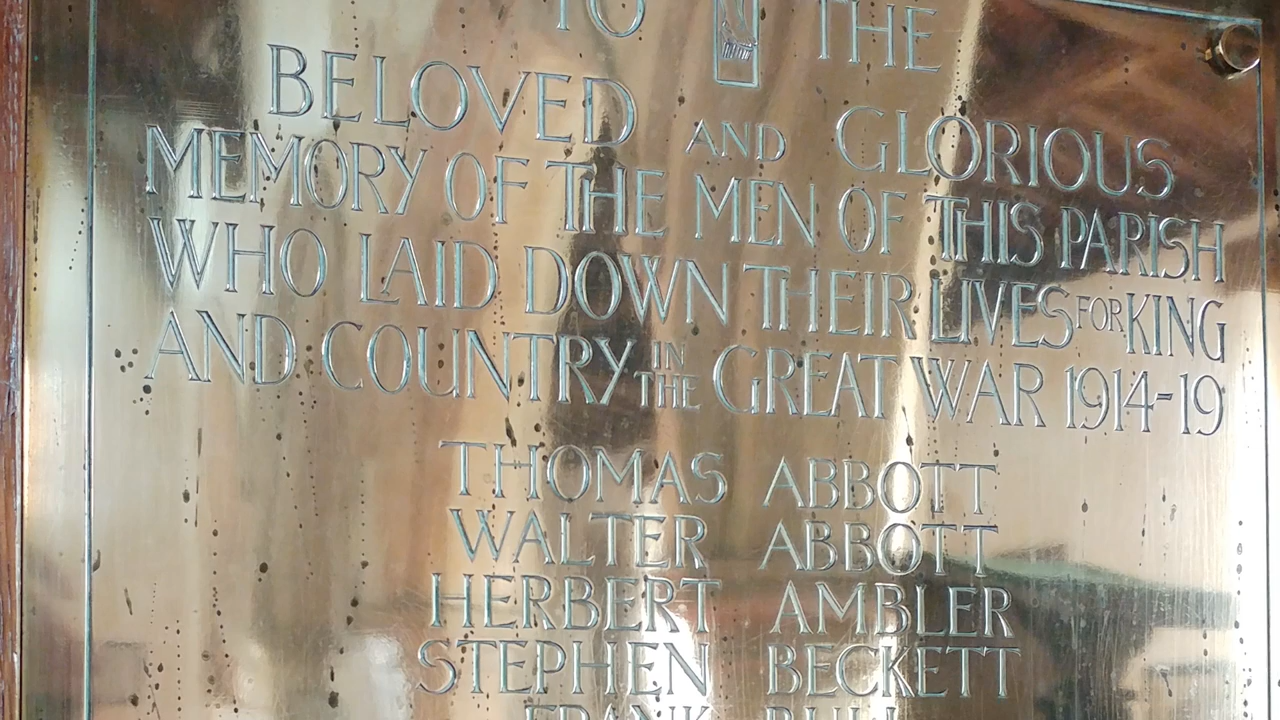 TO THE
BELOVED AND GLORIOUS
MEMORY OF THE MEN OF THIS PARISH
WHO LAID DOWN THEIR LIVES FOR KING
AND COUNTRY IN THE GREAT WAR 1914-19
THOMAS ABBOTT
WALTER ABBOTT
HERBERT AMBLER
STEPHEN BECKETT
FRANK